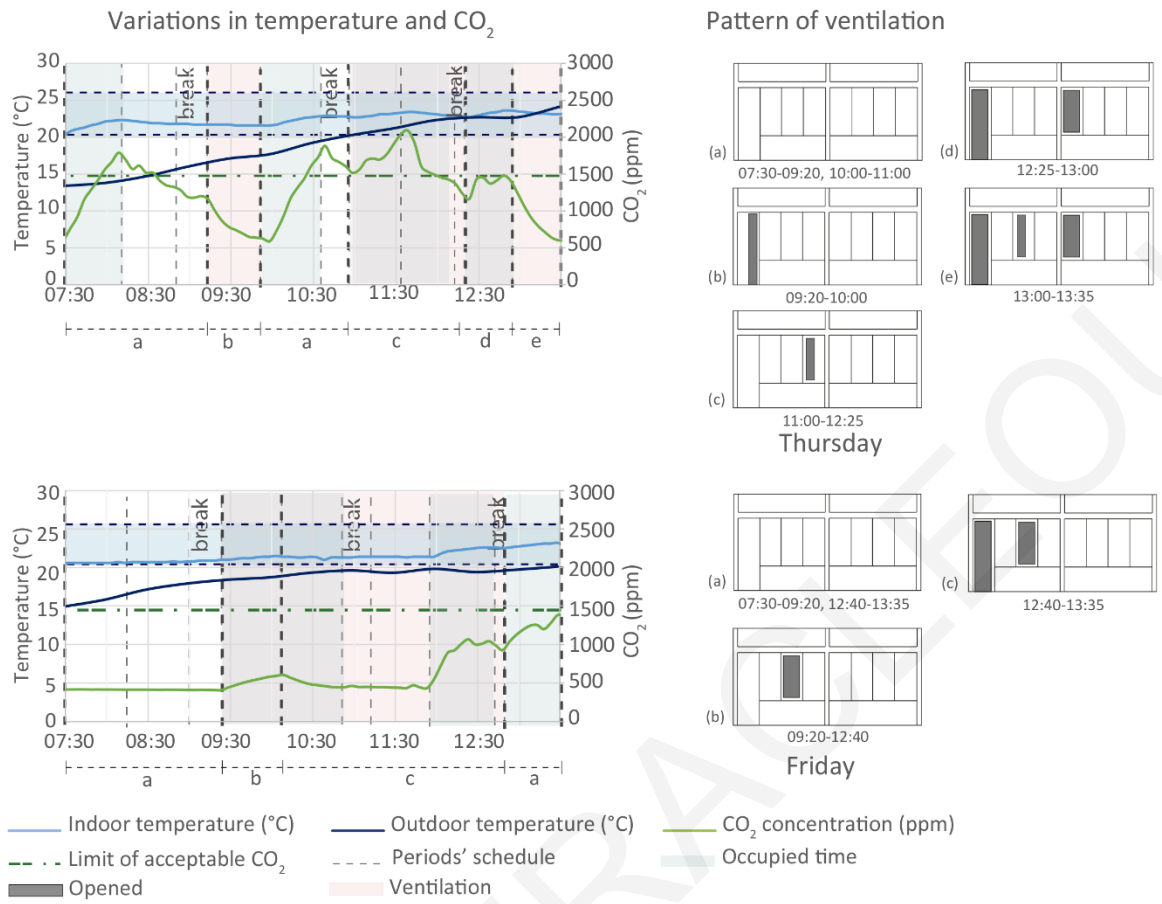 Variations in temperature and CO2
Pattern of ventilation
Temperature (°C)
30
25
20
15
10
5
0
break
break
break
3000
2500
2000
1500
1000
500
0
CO2 (ppm)
07:30 08:30 09:30 10:30 11:30 12:30
a b a c d e
(a)
07:30-09:20, 10:00-11:00
(d)
12:25-13:00
(b)
09:20-10:00
(e)
13:00-13:35
(c)
11:00-12:25
Thursday
Temperature (°C)
30
25
20
15
10
5
0
break
break
break
3000
2500
2000
1500
1000
500
0
CO2 (ppm)
07:30 08:30 09:30 10:30 11:30 12:30
a b c a
(a)
07:30-09:20, 12:40-13:35
(c)
12:40-13:35
(b)
09:20-12:40
Friday
Indoor temperature (°C) Outdoor temperature (°C) CO2 concentration (ppm)
Limit of acceptable CO2 Periods' schedule Occupied time
Opened Ventilation